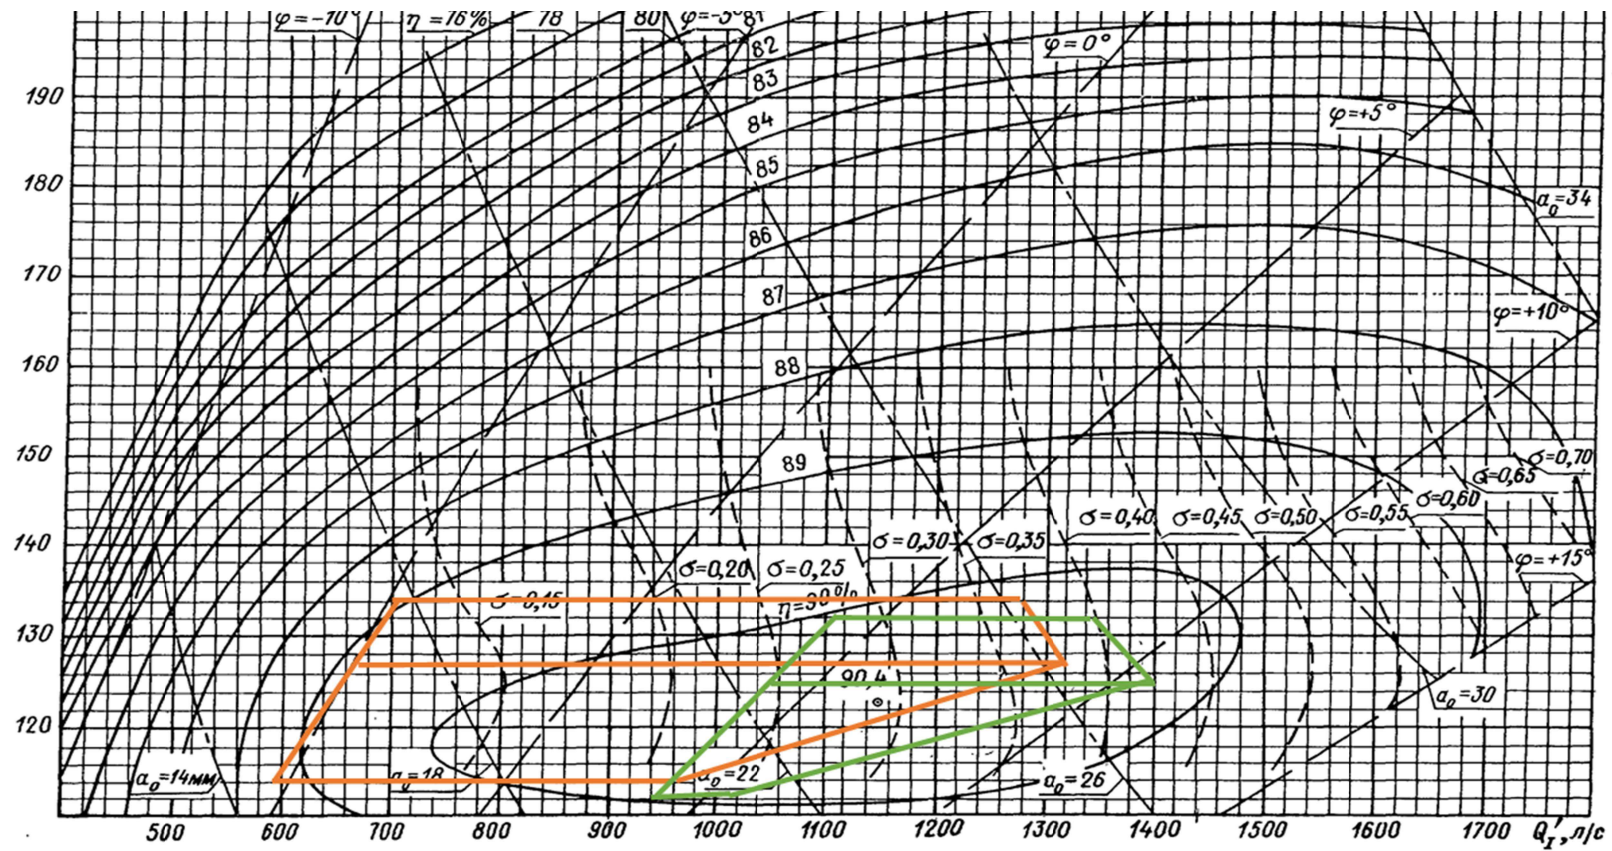 φ=-10°
η=76%
78
80
φ=-5°
81
82
φ=0°
83
190
84
φ=+5°
85
180
a₀=34
86
170
87
φ=+10°
160
88
150
89
σ=0,70
σ=0,65
σ=0,60
σ=0,40
σ=0,45
σ=0,50
σ=0,55
140
σ=0,30
σ=0,35
φ=+15°
σ=0,20
σ=0,25
σ=0,15
η=90%
130
90,4
a₀=30
120
a₀=14мм
a₀=18
a₀=22
a₀=26
500 600 700 800 900 1000 1100 1200 1300 1400 1500 1600 1700 Q'I, л/с